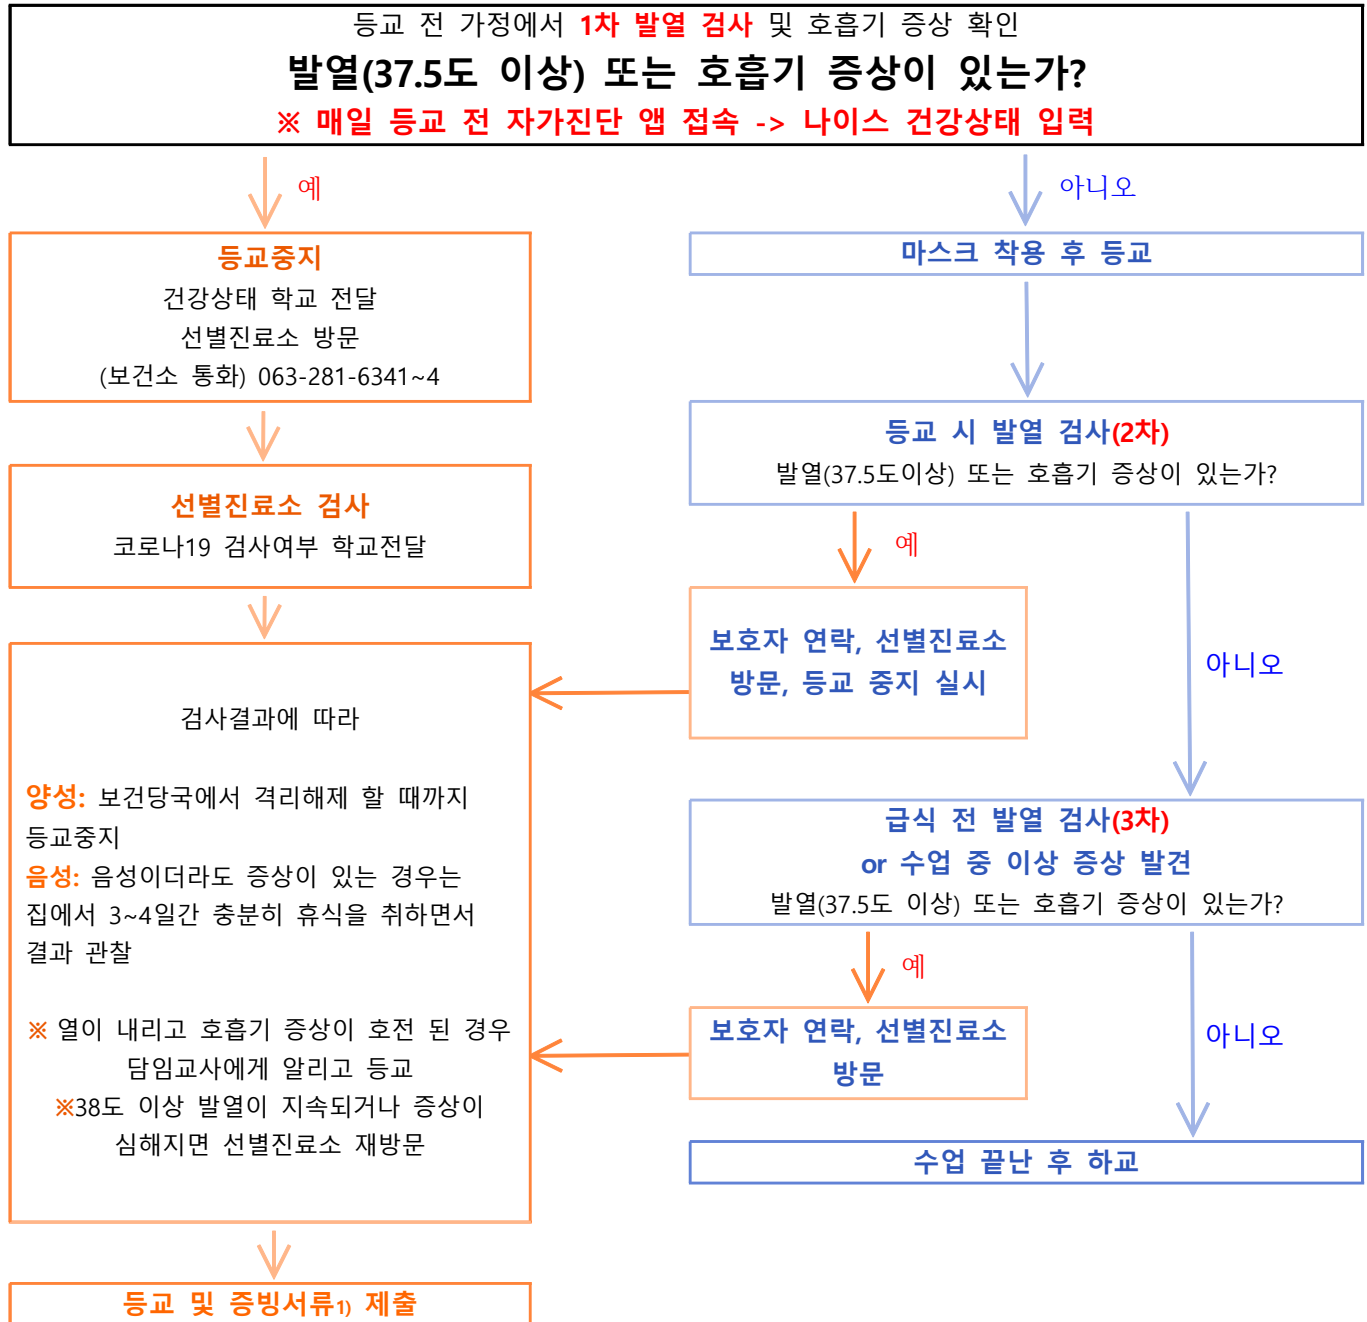 등교 전 가정에서 1차 발열 검사 및 호흡기 증상 확인
발열(37.5도 이상) 또는 호흡기 증상이 있는가?
※ 매일 등교 전 자가진단 앱 접속 -> 나이스 건강상태 입력
예
아니오
등교중지
건강상태 학교 전달
선별진료소 방문
(보건소 통화) 063-281-6341~4
마스크 착용 후 등교
등교 시 발열 검사(2차)
발열(37.5도이상) 또는 호흡기 증상이 있는가?
선별진료소 검사
코로나19 검사여부 학교전달
예
아니오
보호자 연락, 선별진료소
방문, 등교 중지 실시
검사결과에 따라
양성: 보건당국에서 격리해제 할 때까지
등교중지
음성: 음성이더라도 증상이 있는 경우는
집에서 3~4일간 충분히 휴식을 취하면서
결과 관찰
※ 열이 내리고 호흡기 증상이 호전 된 경우
담임교사에게 알리고 등교
※38도 이상 발열이 지속되거나 증상이
심해지면 선별진료소 재방문
급식 전 발열 검사(3차)
or 수업 중 이상 증상 발견
발열(37.5도 이상) 또는 호흡기 증상이 있는가?
예
아니오
보호자 연락, 선별진료소
방문
수업 끝난 후 하교
등교 및 증빙서류1) 제출